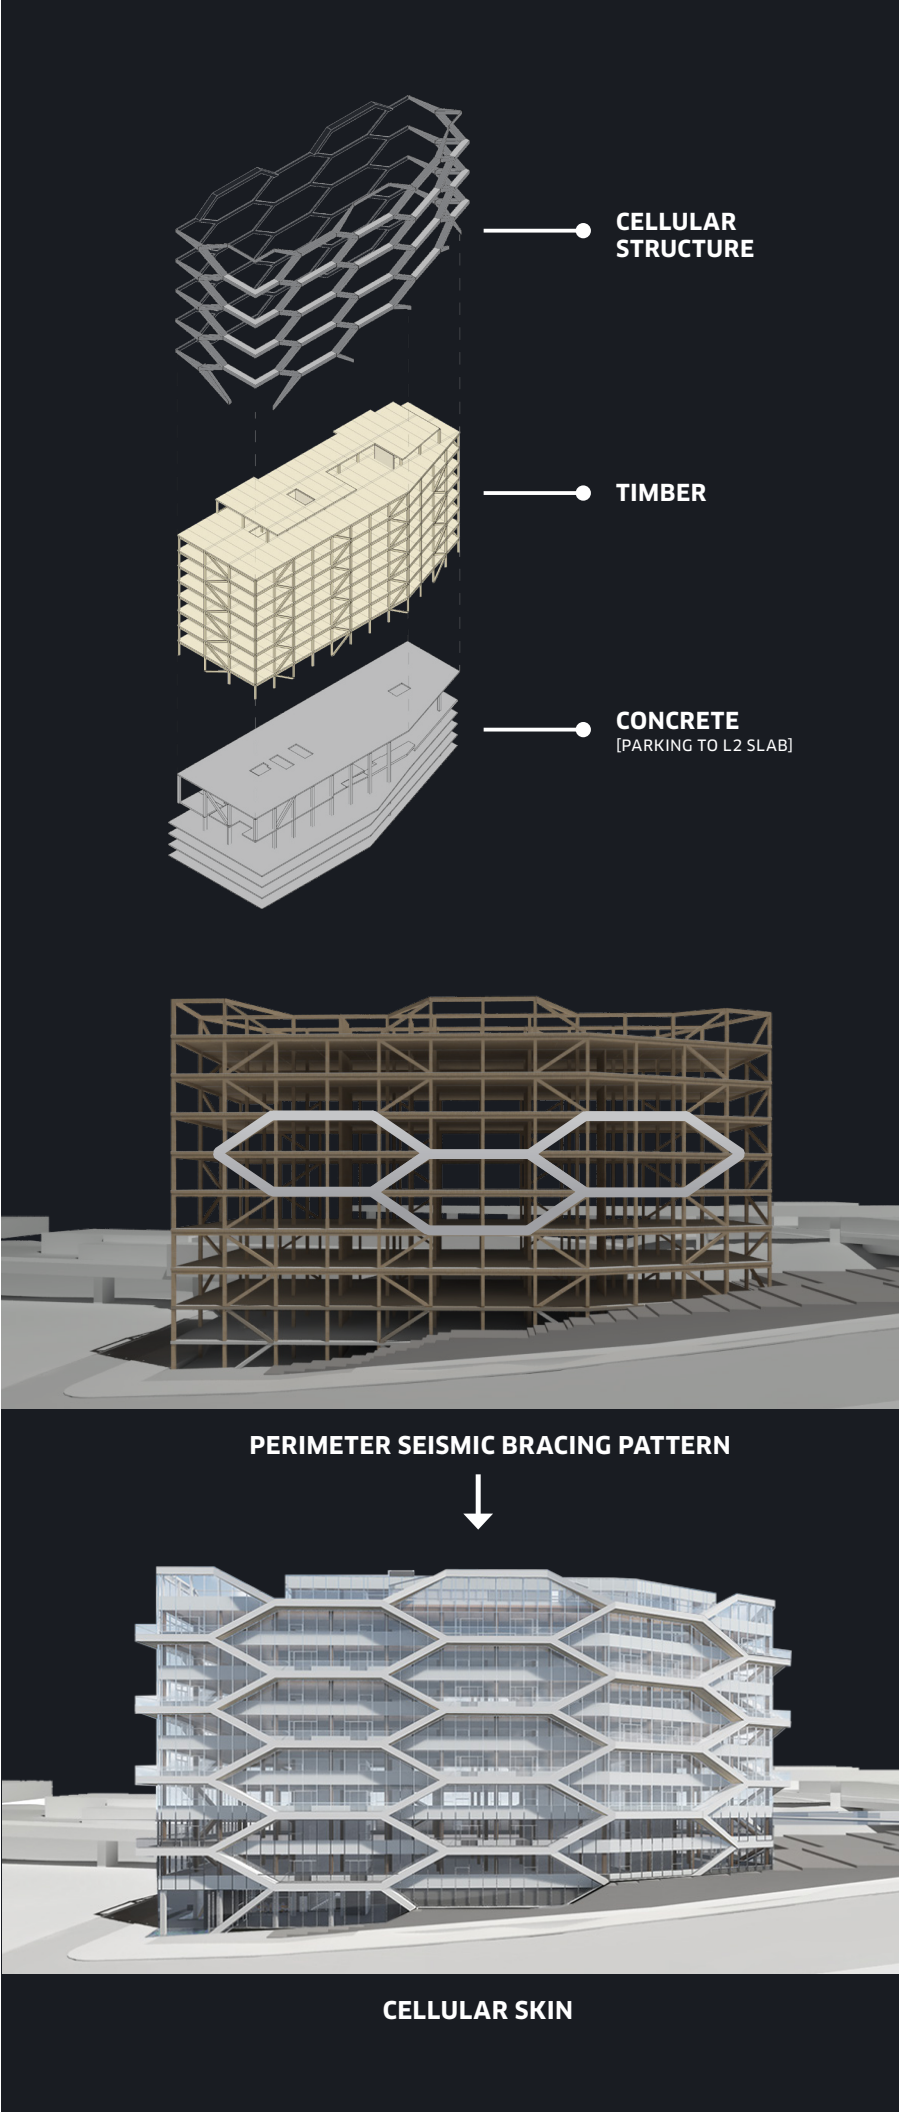 CELLULAR
STRUCTURE
TIMBER
CONCRETE
[PARKING TO L2 SLAB]
PERIMETER SEISMIC BRACING PATTERN
CELLULAR SKIN